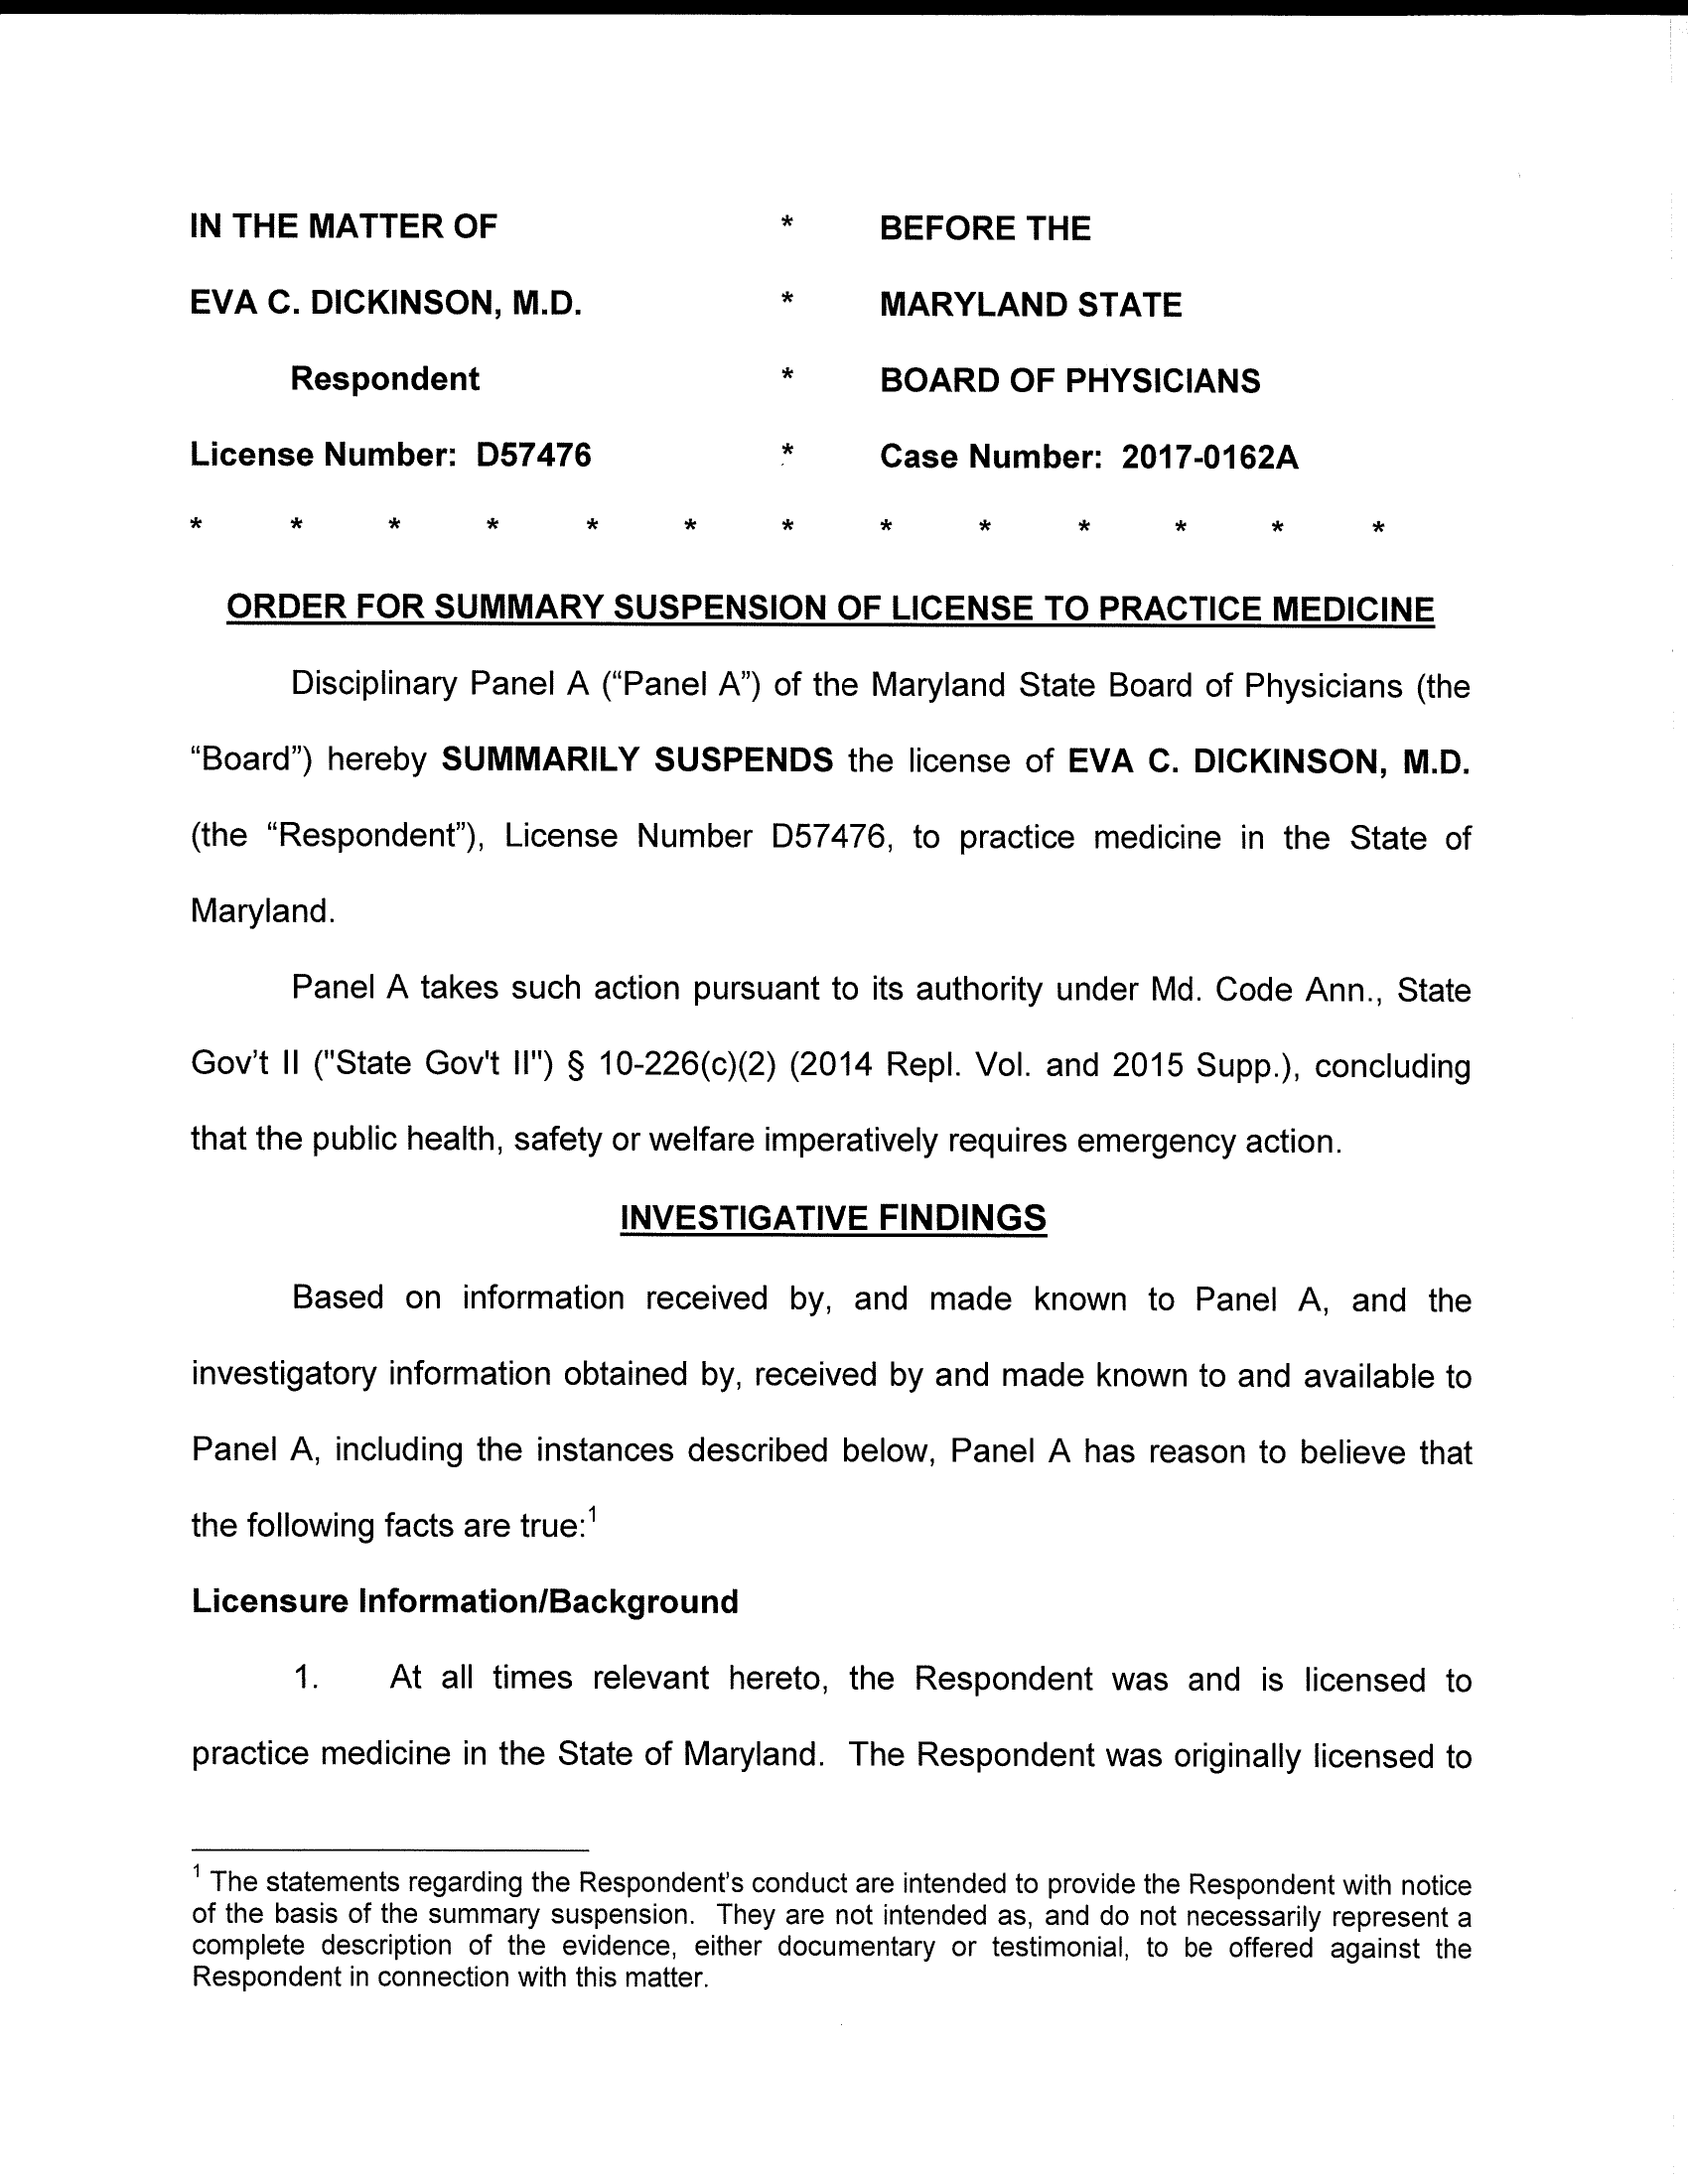 IN THE MATTER OF * BEFORE THE
EVA C. DICKINSON, M.D. * MARYLAND STATE
Respondent * BOARD OF PHYSICIANS
License Number: D57476 * Case Number: 2017-0162A
* * * * * * * * * * * * *
ORDER FOR SUMMARY SUSPENSION OF LICENSE TO PRACTICE MEDICINE
Disciplinary Panel A (“Panel A”) of the Maryland State Board of Physicians (the
“Board”) hereby SUMMARILY SUSPENDS the license of EVA C. DICKINSON, M.D.
(the “Respondent”), License Number D57476, to practice medicine in the State of
Maryland.
Panel A takes such action pursuant to its authority under Md. Code Ann., State
Gov’t II ("State Gov't II") § 10-226(c)(2) (2014 Repl. Vol. and 2015 Supp.), concluding
that the public health, safety or welfare imperatively requires emergency action.
INVESTIGATIVE FINDINGS
Based on information received by, and made known to Panel A, and the
investigatory information obtained by, received by and made known to and available to
Panel A, including the instances described below, Panel A has reason to believe that
the following facts are true:1
Licensure Information/Background
1. At all times relevant hereto, the Respondent was and is licensed to
practice medicine in the State of Maryland. The Respondent was originally licensed to
1 The statements regarding the Respondent’s conduct are intended to provide the Respondent with notice
of the basis of the summary suspension. They are not intended as, and do not necessarily represent a
complete description of the evidence, either documentary or testimonial, to be offered against the
Respondent in connection with this matter.